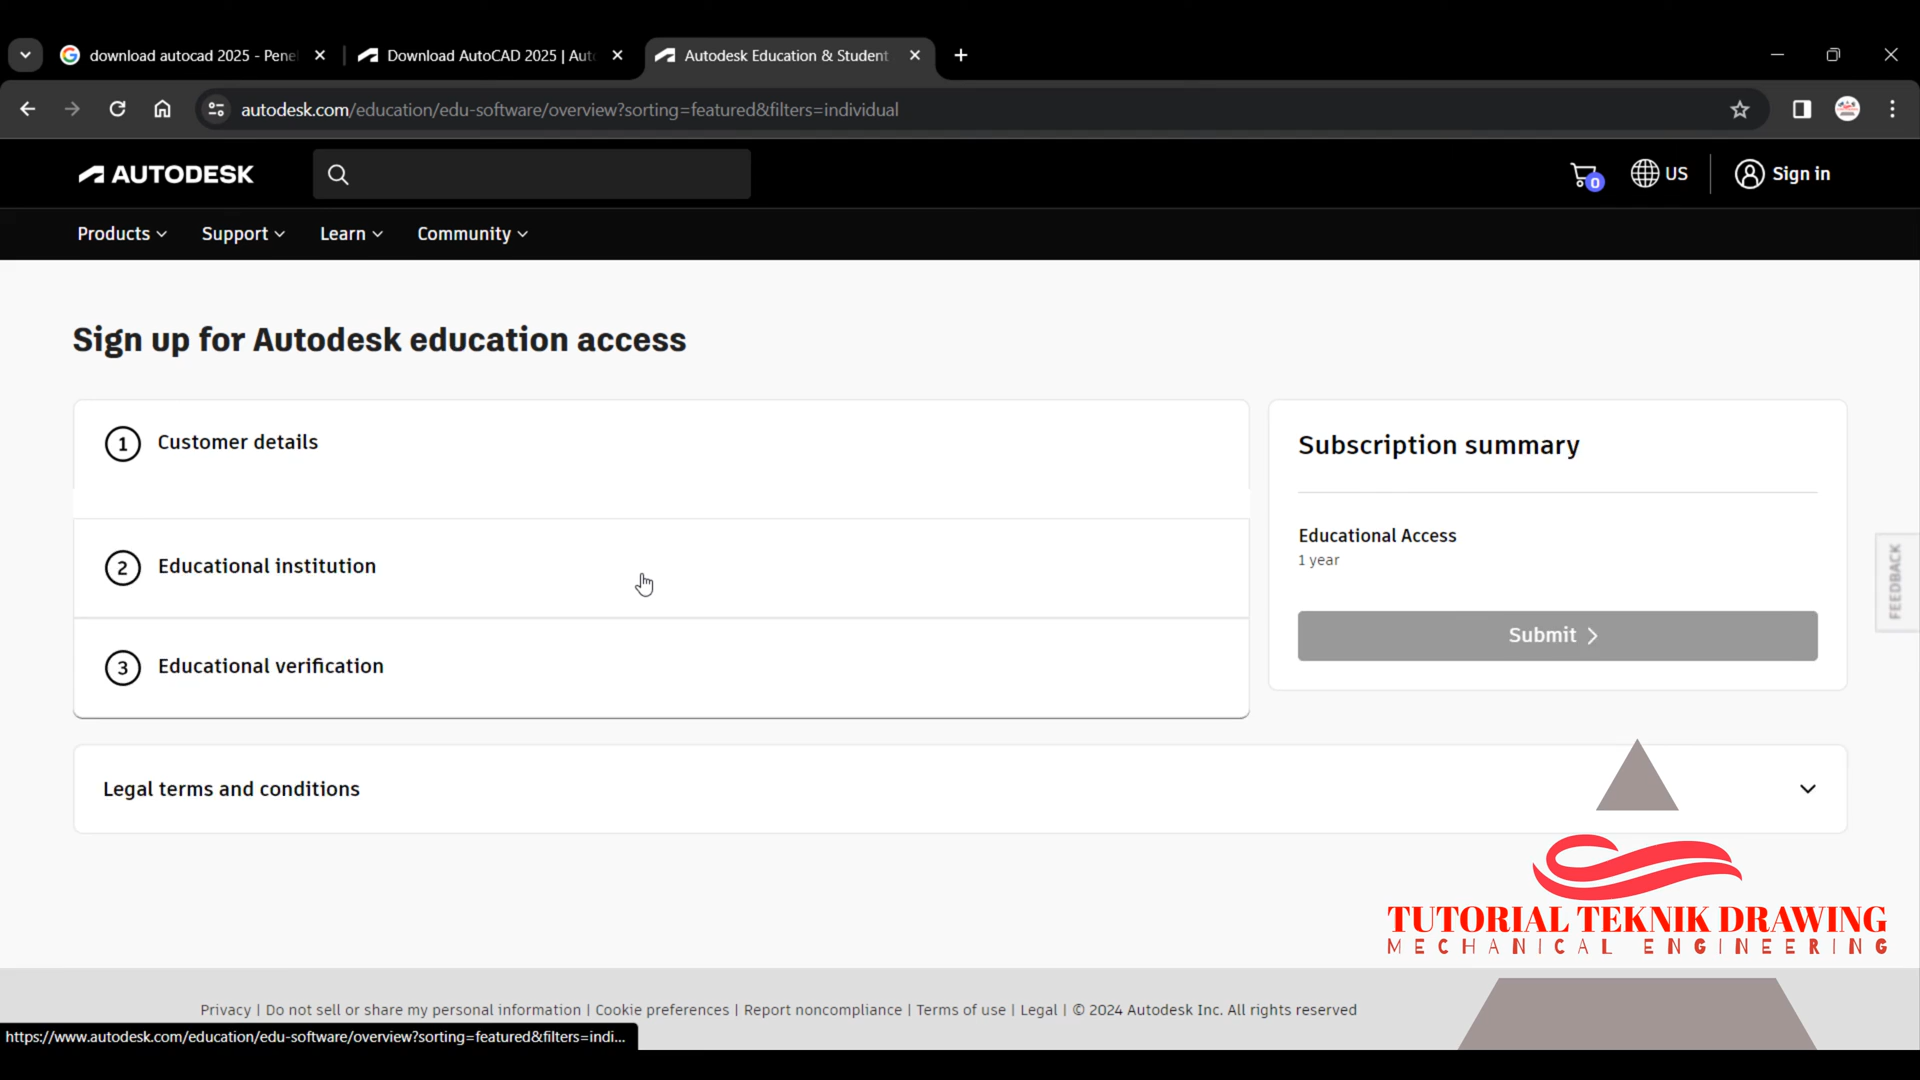 download autocad 2025 - Pene
Download AutoCAD 2025 | Aut
Autodesk Education & Student
autodesk.com/education/edu-software/overview?sorting=featured&filters=individual
AUTODESK
0
US
Sign in
Products
Support
Learn
Community
Sign up for Autodesk education access
1 Customer details
2 Educational institution
3 Educational verification
Subscription summary
Educational Access
1 year
Submit
FEEDBACK
Legal terms and conditions
TUTORIAL TEKNIK DRAWING
MECHANICAL ENGINEERING
Privacy | Do not sell or share my personal information | Cookie preferences | Report noncompliance | Terms of use | Legal | © 2024 Autodesk Inc. All rights reserved
https://www.autodesk.com/education/edu-software/overview?sorting=featured&filters=indi...